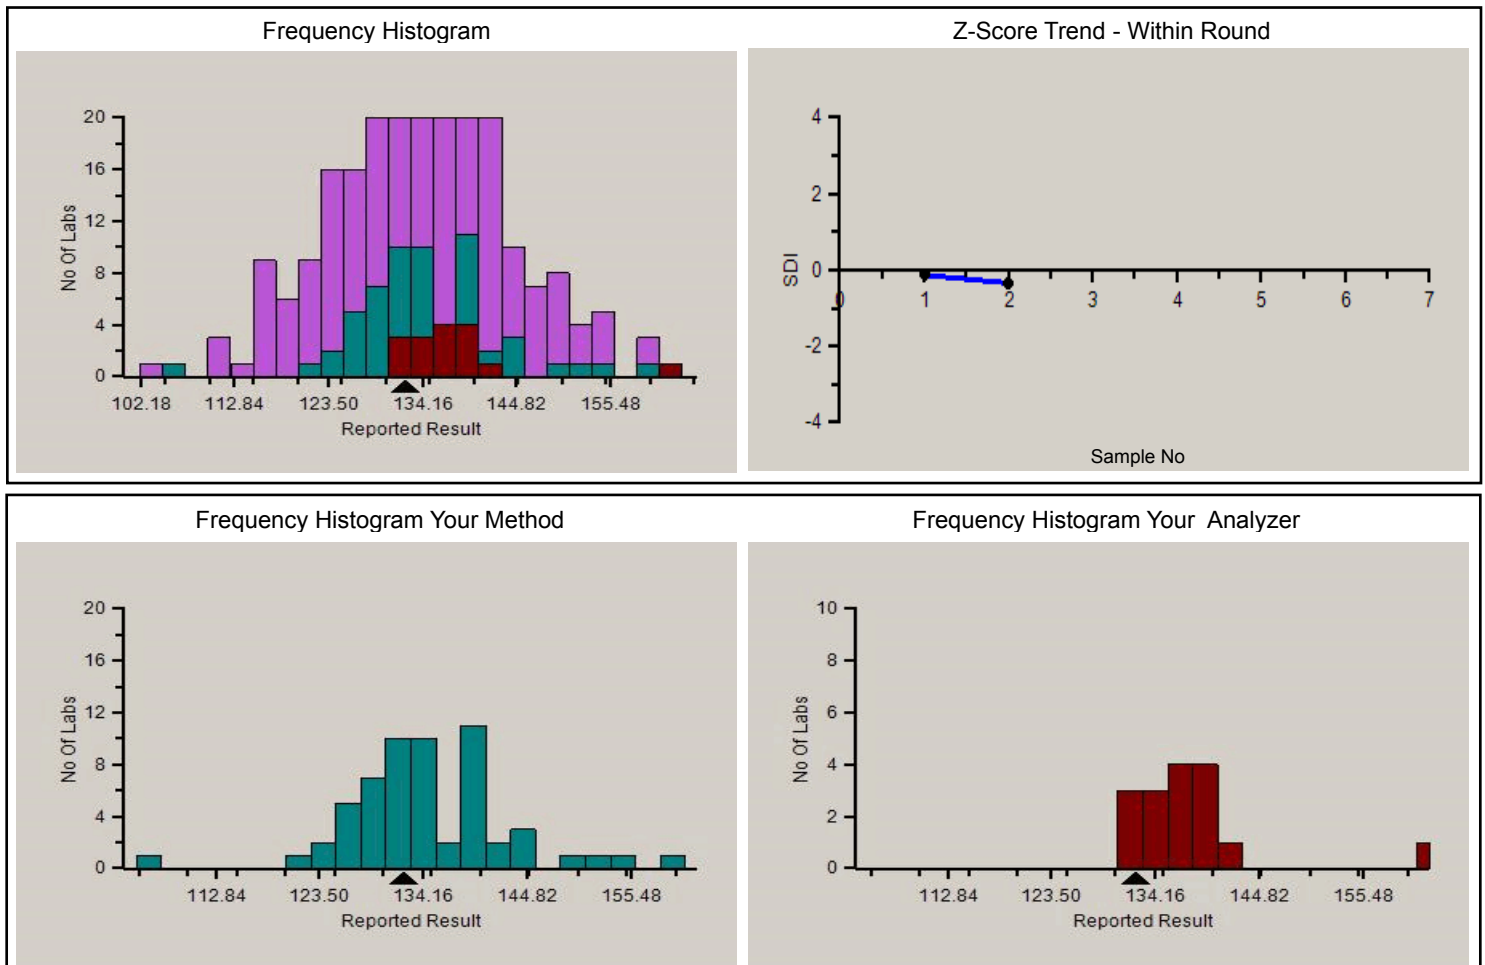 Frequency Histogram
20
16
12
8
4
0
No Of Labs
102.18 112.84 123.50 134.16 144.82 155.48
Reported Result
Z-Score Trend - Within Round
4
2
0
-2
-4
SDI
0 1 2 3 4 5 6 7
Sample No
Frequency Histogram Your Method
20
16
12
8
4
0
No Of Labs
112.84 123.50 134.16 144.82 155.48
Reported Result
Frequency Histogram Your Analyzer
10
8
6
4
2
0
No Of Labs
112.84 123.50 134.16 144.82 155.48
Reported Result